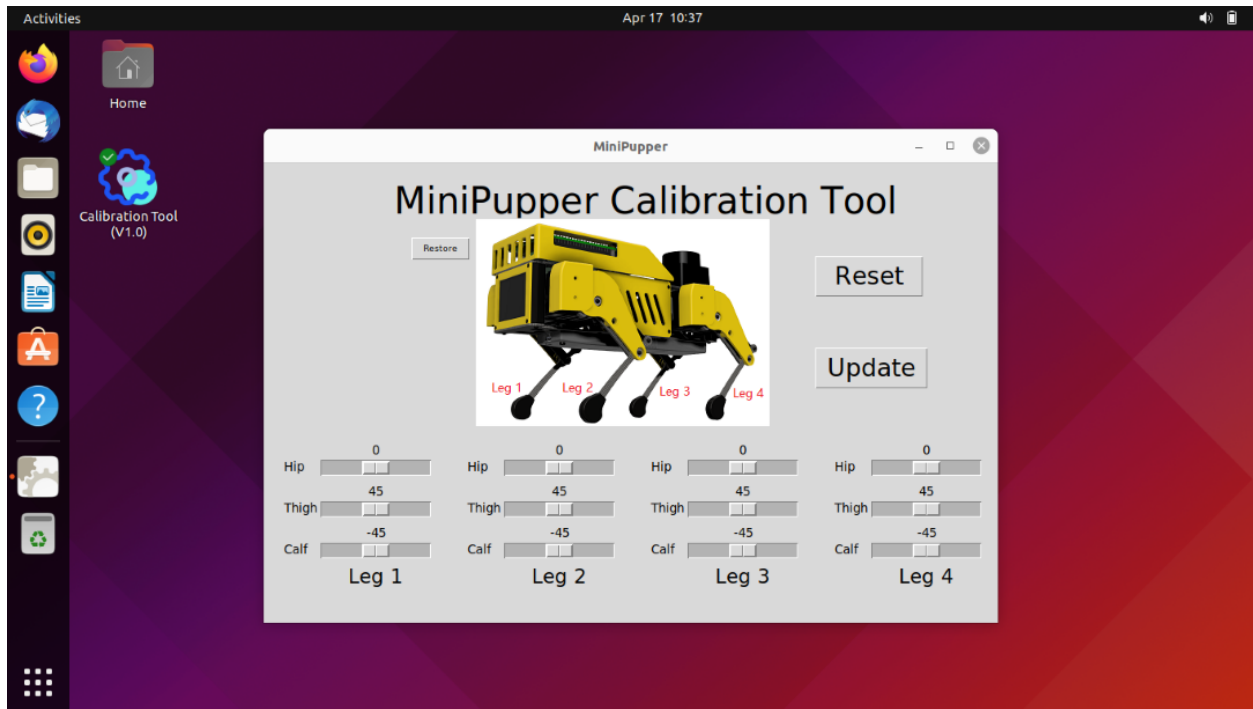 Activities
Apr 17 10:37
Home
Calibration Tool
(V1.0)
MiniPupper
MiniPupper Calibration Tool
Restore
Reset
Update
Leg 1
Leg 2
Leg 3
Leg 4
0 0 0 0
Hip Hip Hip Hip
45 45 45 45
Thigh Thigh Thigh Thigh
-45 -45 -45 -45
Calf Calf Calf Calf
Leg 1 Leg 2 Leg 3 Leg 4